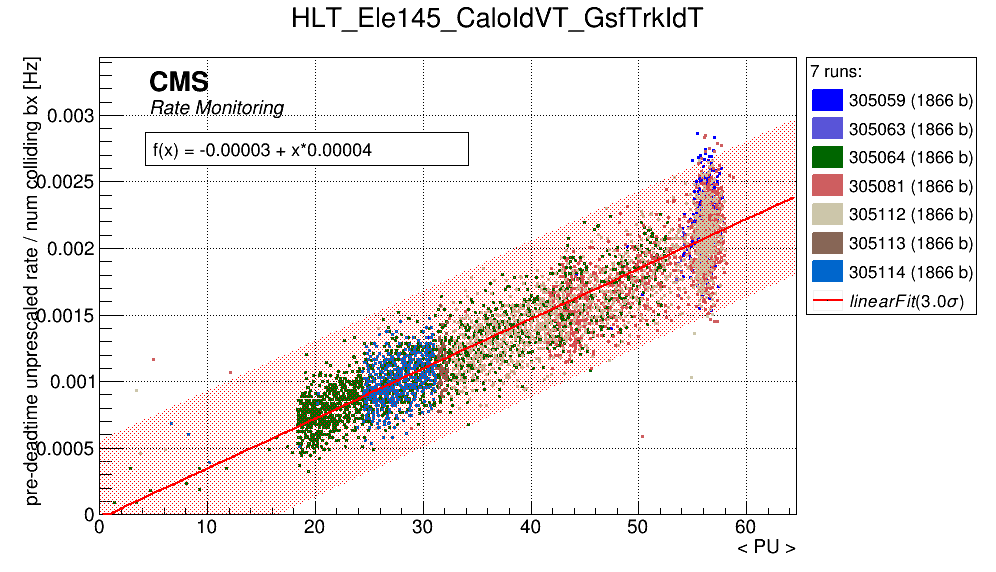 HLT_Ele145_CaloIdVT_GsfTrkIdT
pre-deadtime unprescaled rate / num colliding bx [Hz]
CMS
Rate Monitoring
f(x) = -0.00003 + x*0.00004
0.003
0.0025
0.002
0.0015
0.001
0.0005
0
0 10 20 30 40 50 60
< PU >
7 runs:
305059 (1866 b)
305063 (1866 b)
305064 (1866 b)
305081 (1866 b)
305112 (1866 b)
305113 (1866 b)
305114 (1866 b)
linearFit(3.0σ)